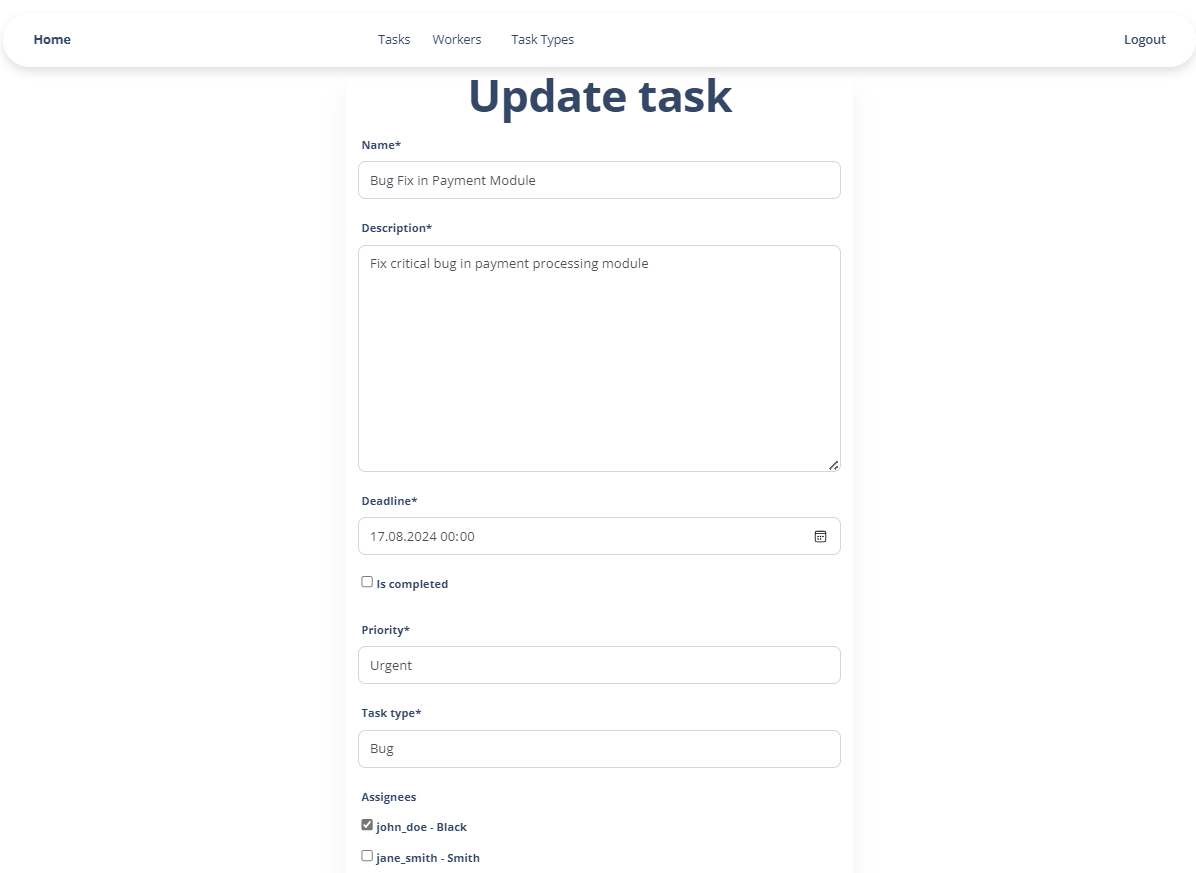 Home Tasks Workers Task Types Logout
Update task
Name*
Bug Fix in Payment Module
Description*
Fix critical bug in payment processing module
Deadline*
17.08.2024 00:00
Is completed
Priority*
Urgent
Task type*
Bug
Assignees
john_doe - Black
jane_smith - Smith